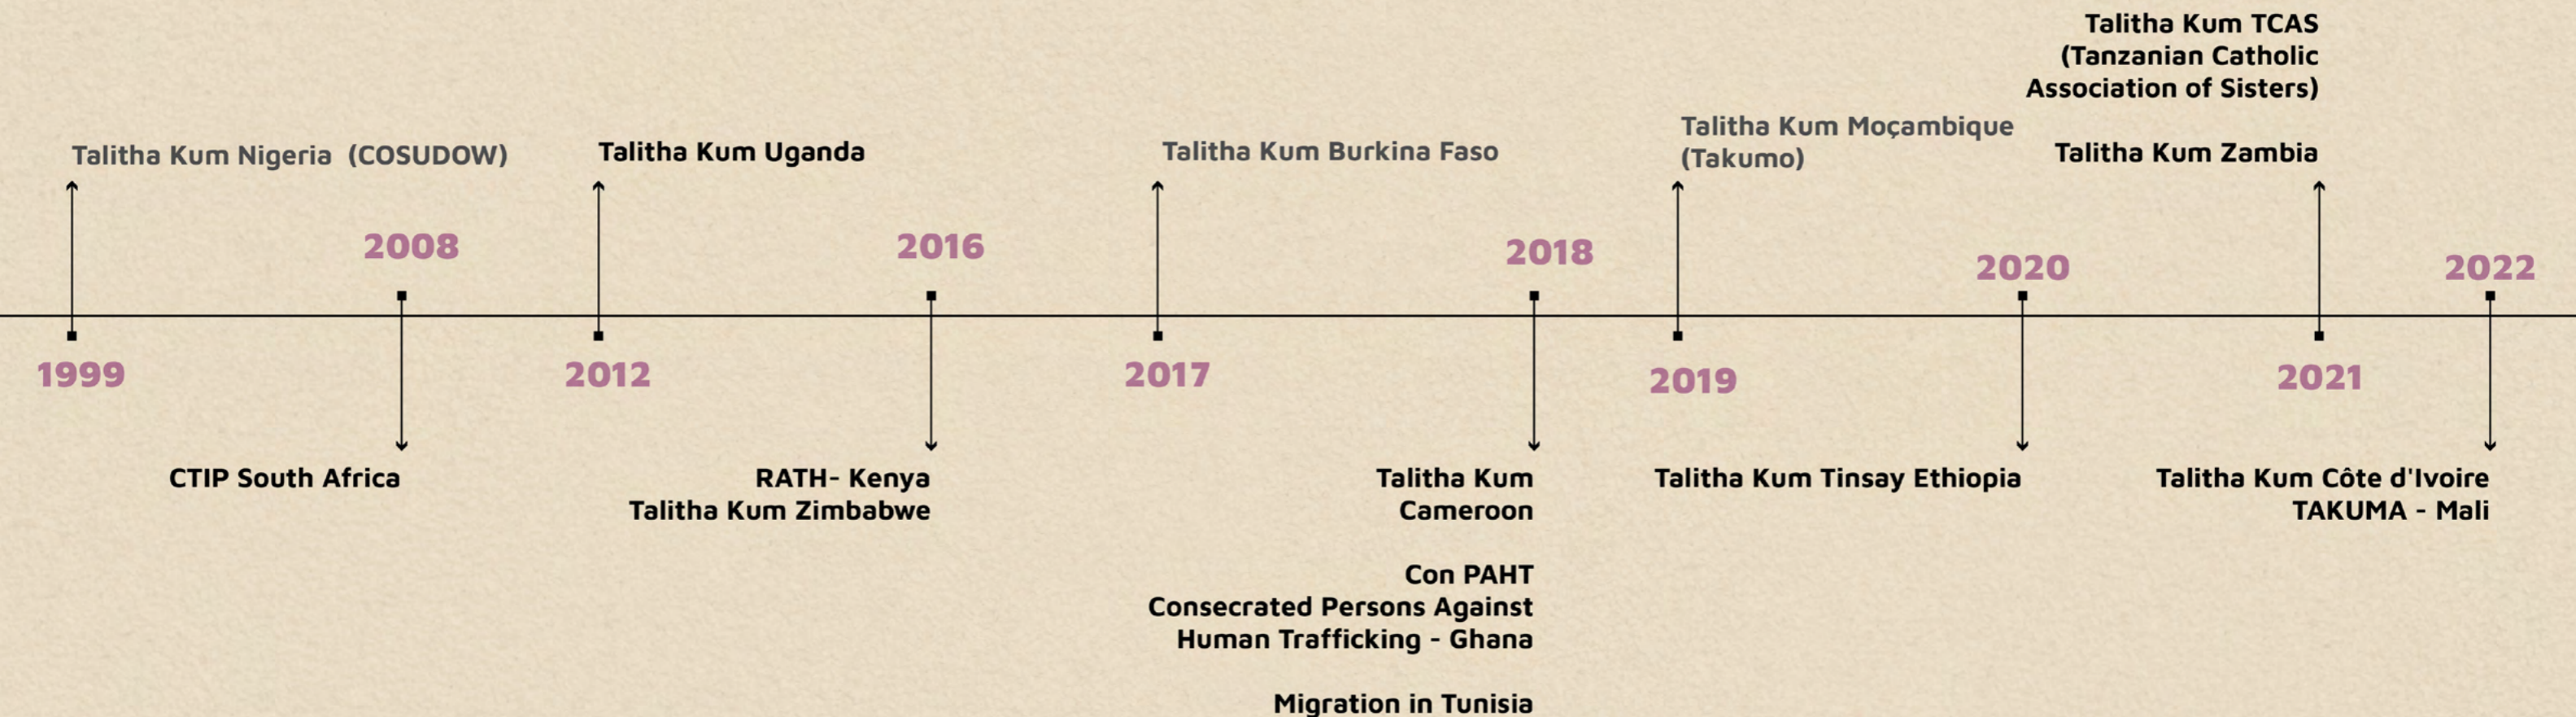 Talitha Kum Nigeria (COSUDOW)
1999
2008
CTIP South Africa
Talitha Kum Uganda
2012
2016
RATH- Kenya
Talitha Kum Zimbabwe
Talitha Kum Burkina Faso
2017
2018
Talitha Kum
Cameroon
Con PAHT
Consecrated Persons Against
Human Trafficking - Ghana
Migration in Tunisia
Talitha Kum Moçambique
(Takumo)
2019
2020
Talitha Kum Tinsay Ethiopia
Talitha Kum TCAS
(Tanzanian Catholic
Association of Sisters)
Talitha Kum Zambia
2021
2022
Talitha Kum Côte d'Ivoire
TAKUMA - Mali